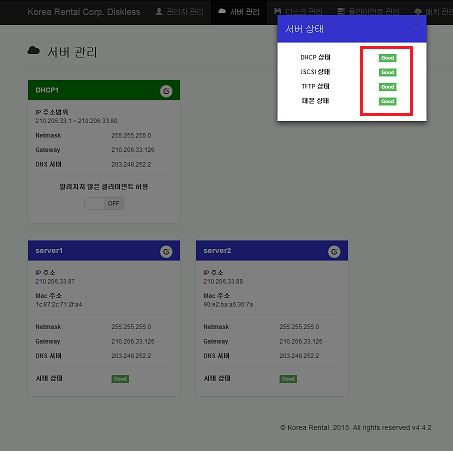 Korea Rental Corp. Diskless 관리자 관리 서버 관리 디스크 관리 클라이언트 관리 패치 관리
서버 상태
DHCP 상태 Good
iSCSI 상태 Good
TFTP 상태 Good
데몬 상태 Good
서버 관리
DHCP1
IP 주소범위
210.206.33.1 ~ 210.206.33.80
Netmask 255.255.255.0
Gateway 210.206.33.126
DNS 서버 203.248.252.2
알려지지 않은 클라이언트 허용
OFF
server1
IP 주소
210.206.33.87
Mac 주소
1c:87:2c:71:2f:a4
Netmask 255.255.255.0
Gateway 210.206.33.126
DNS 서버 203.248.252.2
서버 상태 Good
server2
IP 주소
210.206.33.88
Mac 주소
90:e2:ba:a5:36:7a
Netmask 255.255.255.0
Gateway 210.206.33.126
DNS 서버 203.248.252.2
서버 상태 Good
© Korea Rental, 2015. All rights reserved v4.4.2